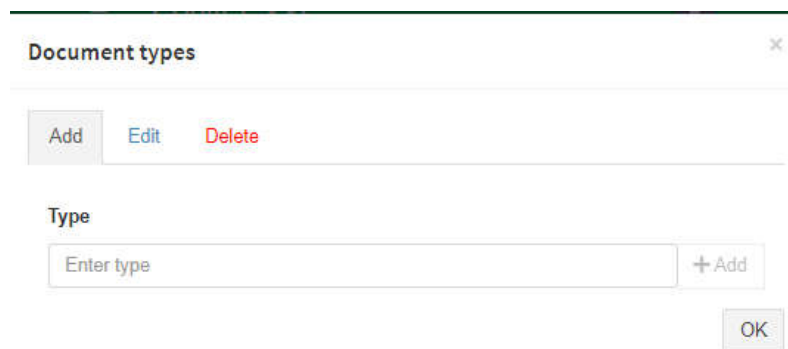 Document types
×
Add Edit Delete
Type
Enter type + Add
OK